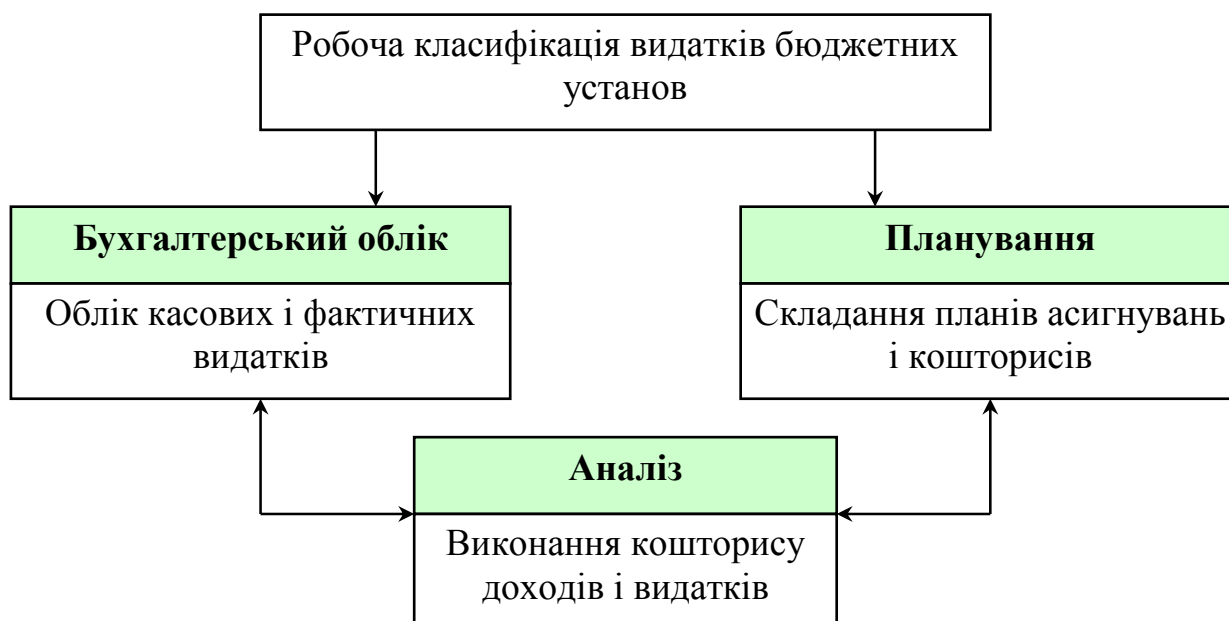 Робоча класифікація видатків бюджетних
установ
Бухгалтерський облік
Облік касових і фактичних
видатків
Планування
Складання планів асигнувань
і кошторисів
Аналіз
Виконання кошторису
доходів і видатків